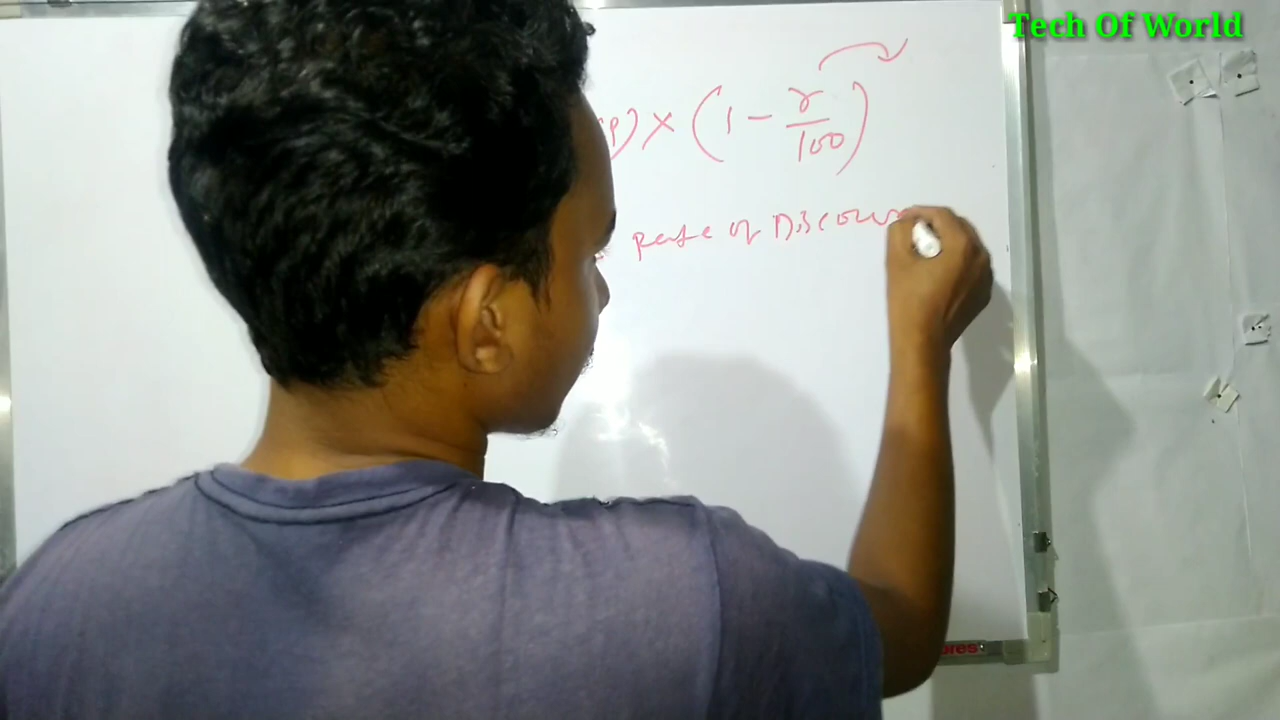 Tech Of World
) × (1 - r/100)
rate of Discoun